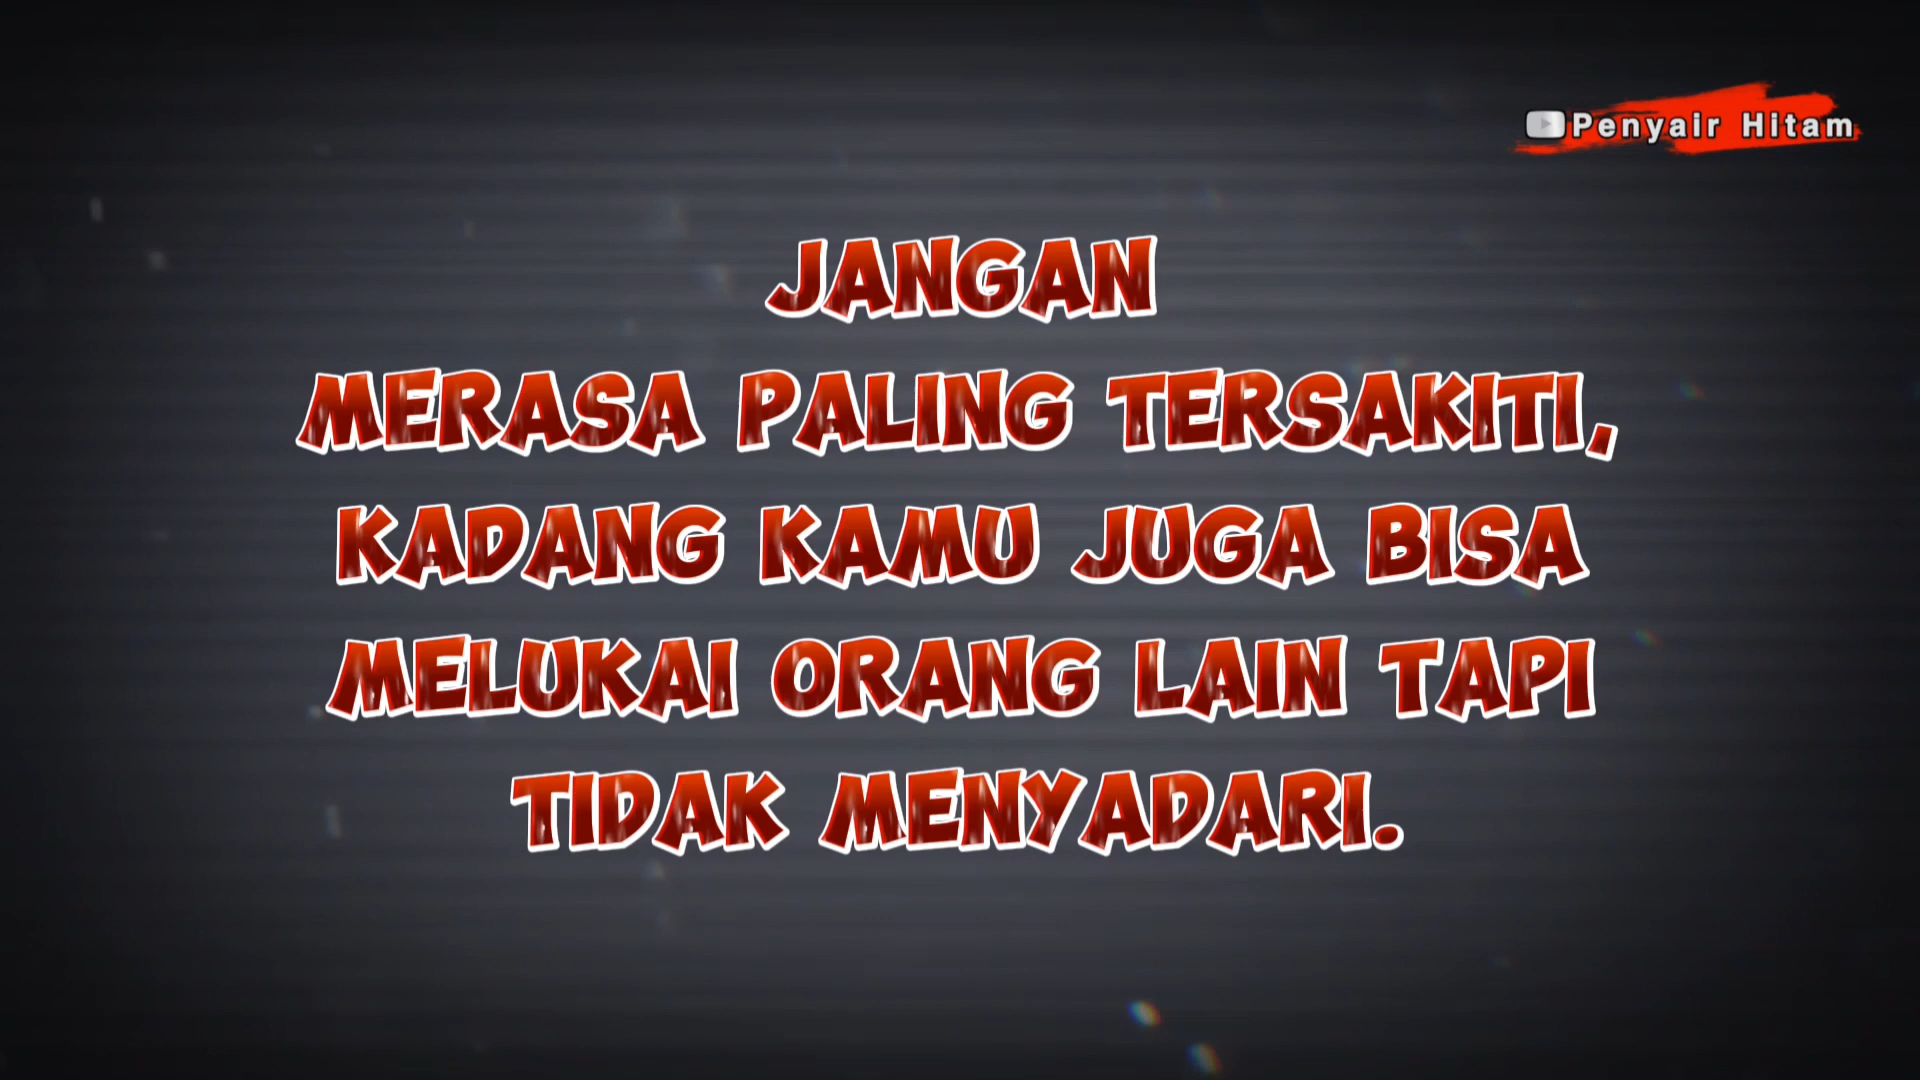 Penyair Hitam
JANGAN
MERASA PALING TERSAKITI,
KADANG KAMU JUGA BISA
MELUKAI ORANG LAIN TAPI
TIDAK MENYADARI.